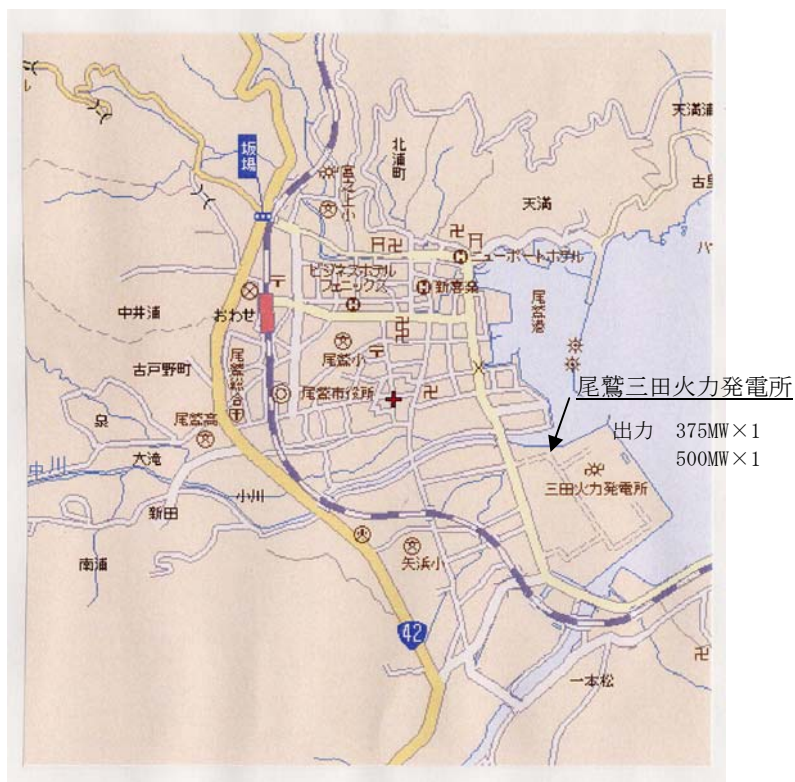 天満浦
北浦町
坂場
宮之上小
古里
天満
ニューポートホテル
ビジネスホテル
フェニックス
新喜発
尾鷲港
中井浦
おわせ
尾鷲小
古戸野町
尾鷲総合
尾鷲市役所
尾鷲三田火力発電所
出力 375MW×1
500MW×1
泉
尾鷲高
大滝
中川
小川
三田火力発電所
新田
南浦
矢浜小
42
一本松